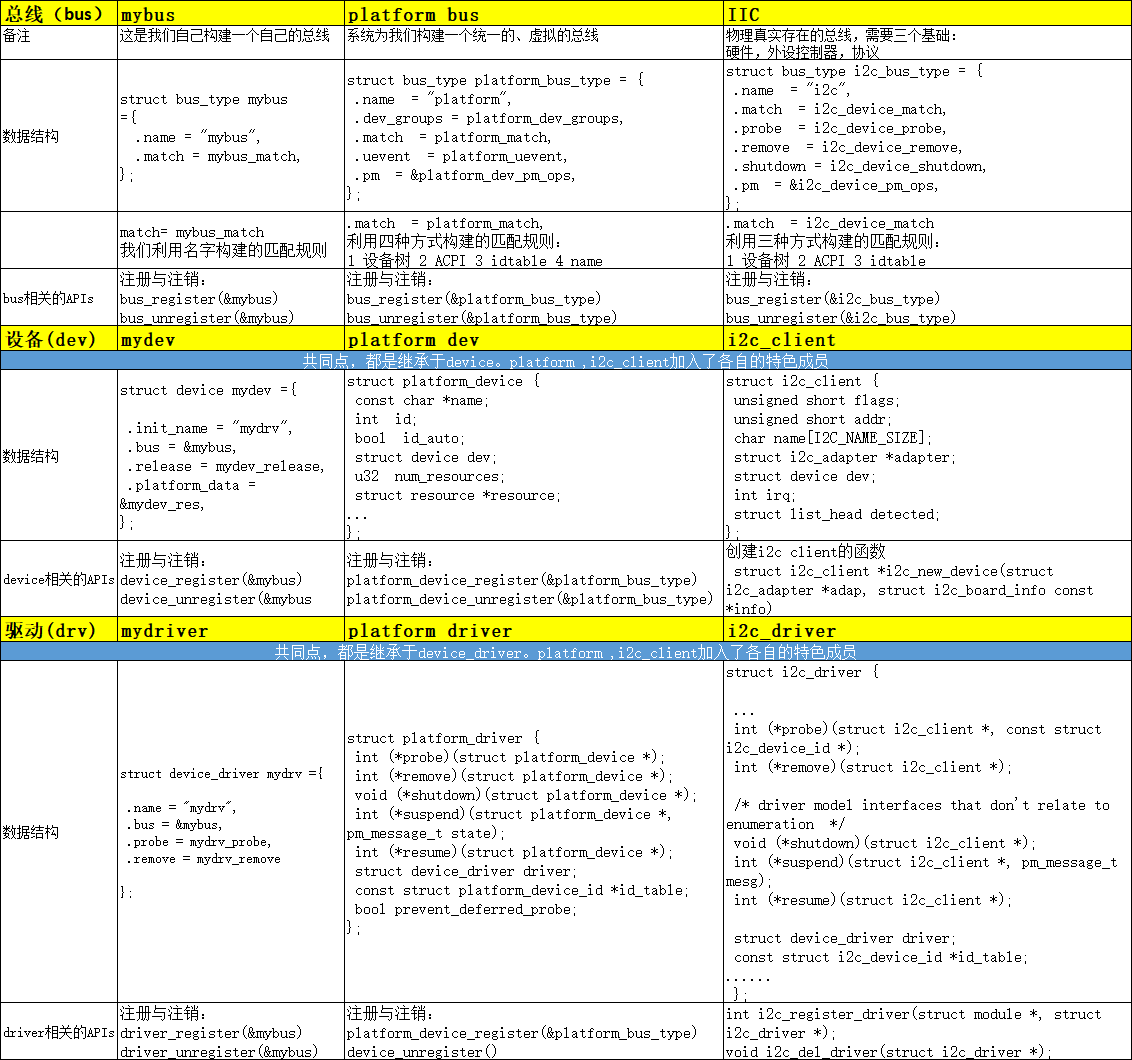 总线（bus） mybus platform bus IIC
备注 这是我们自己构建一个自己的总线 系统为我们构建一个统一的、虚拟的总线 物理真实存在的总线，需要三个基础：
硬件，外设控制器，协议
数据结构
struct bus_type mybus
={
.name = "mybus",
.match = mybus_match,
};
struct bus_type platform_bus_type = {
.name = "platform",
.dev_groups = platform_dev_groups,
.match = platform_match,
.uevent = platform_uevent,
.pm = &platform_dev_pm_ops,
};
struct bus_type i2c_bus_type = {
.name = "i2c",
.match = i2c_device_match,
.probe = i2c_device_probe,
.remove = i2c_device_remove,
.shutdown = i2c_device_shutdown,
.pm = &i2c_device_pm_ops,
};
match= mybus_match
我们利用名字构建的匹配规则
.match = platform_match,
利用四种方式构建的匹配规则：
1 设备树 2 ACPI 3 idtable 4 name
.match = i2c_device_match
利用三种方式构建的匹配规则：
1 设备树 2 ACPI 3 idtable
bus相关的APIs
注册与注销：
bus_register(&mybus)
bus_unregister(&mybus)
注册与注销：
bus_register(&platform_bus_type)
bus_unregister(&platform_bus_type)
注册与注销：
bus_register(&i2c_bus_type)
bus_unregister(&i2c_bus_type)
设备(dev) mydev platform dev i2c_client
共同点，都是继承于device。platform ,i2c_client加入了各自的特色成员
数据结构
struct device mydev ={
.init_name = "mydrv",
.bus = &mybus,
.release = mydev_release,
.platform_data =
&mydev_res,
};
struct platform_device {
const char *name;
int id;
bool id_auto;
struct device dev;
u32 num_resources;
struct resource *resource;
...
};
struct i2c_client {
unsigned short flags;
unsigned short addr;
char name[I2C_NAME_SIZE];
struct i2c_adapter *adapter;
struct device dev;
int irq;
struct list_head detected;
};
device相关的APIs
注册与注销：
device_register(&mybus)
device_unregister(&mybus
注册与注销：
platform_device_register(&platform_bus_type)
platform_device_unregister(&platform_bus_type)
创建i2c client的函数
struct i2c_client *i2c_new_device(struct
i2c_adapter *adap, struct i2c_board_info const
*info)
驱动(drv) mydriver platform driver i2c_driver
共同点，都是继承于device_driver。platform ,i2c_client加入了各自的特色成员
数据结构
struct device_driver mydrv ={
.name = "mydrv",
.bus = &mybus,
.probe = mydrv_probe,
.remove = mydrv_remove
};
struct platform_driver {
int (*probe)(struct platform_device *);
int (*remove)(struct platform_device *);
void (*shutdown)(struct platform_device *);
int (*suspend)(struct platform_device *,
pm_message_t state);
int (*resume)(struct platform_device *);
struct device_driver driver;
const struct platform_device_id *id_table;
bool prevent_deferred_probe;
};
struct i2c_driver {
...
int (*probe)(struct i2c_client *, const struct
i2c_device_id *);
int (*remove)(struct i2c_client *);
/* driver model interfaces that don't relate to
enumeration */
void (*shutdown)(struct i2c_client *);
int (*suspend)(struct i2c_client *, pm_message_t
mesg);
int (*resume)(struct i2c_client *);
struct device_driver driver;
const struct i2c_device_id *id_table;
......
};
driver相关的APIs
注册与注销：
driver_register(&mybus)
driver_unregister(&mybus)
注册与注销：
platform_device_register(&platform_bus_type)
device_unregister()
int i2c_register_driver(struct module *, struct
i2c_driver *);
void i2c_del_driver(struct i2c_driver *);